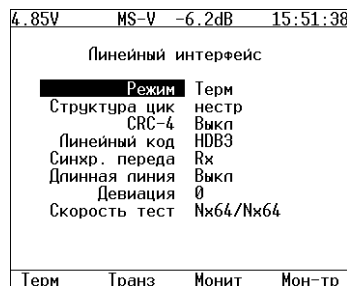 4.85V MS-V -6.2dB 15:51:38
Линейный интерфейс
Режим Терм
Структура цик нестр
CRC-4 Выкл
Линейный код HDB3
Синхр. переда Rx
Длинная линия Выкл
Девиация 0
Скорость тест Nx64/Nx64
Терм Транз Монит Мон-тр